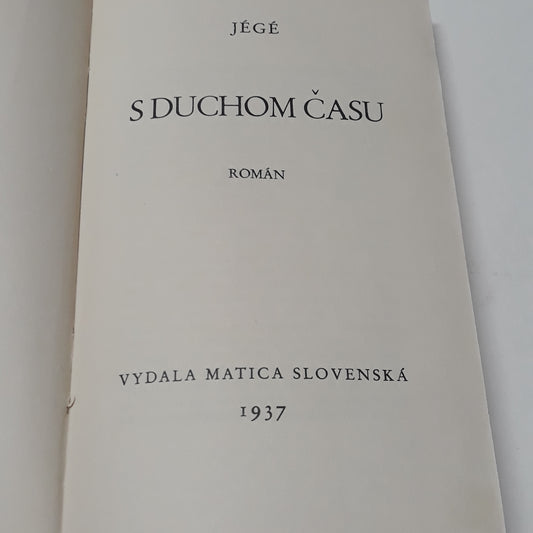 JÉGÉ
S DUCHOM ČASU
ROMÁN
VYDALA MATICA SLOVENSKÁ
1937